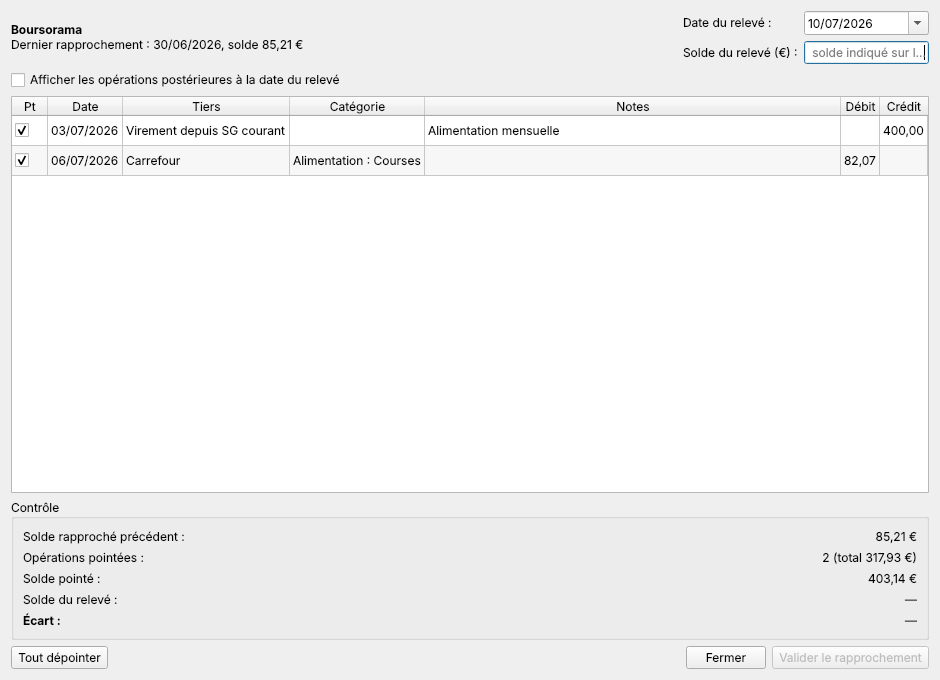 Boursorama
Dernier rapprochement : 30/06/2026, solde 85,21 €
Date du relevé : 10/07/2026
Solde du relevé (€) : solde indiqué sur l...
Afficher les opérations postérieures à la date du relevé
Pt Date Tiers Catégorie Notes Débit Crédit
03/07/2026 Virement depuis SG courant Alimentation mensuelle 400,00
06/07/2026 Carrefour Alimentation : Courses 82,07
Contrôle
Solde rapproché précédent : 85,21 €
Opérations pointées : 2 (total 317,93 €)
Solde pointé : 403,14 €
Solde du relevé : —
Écart : —
Tout dépointer Fermer Valider le rapprochement